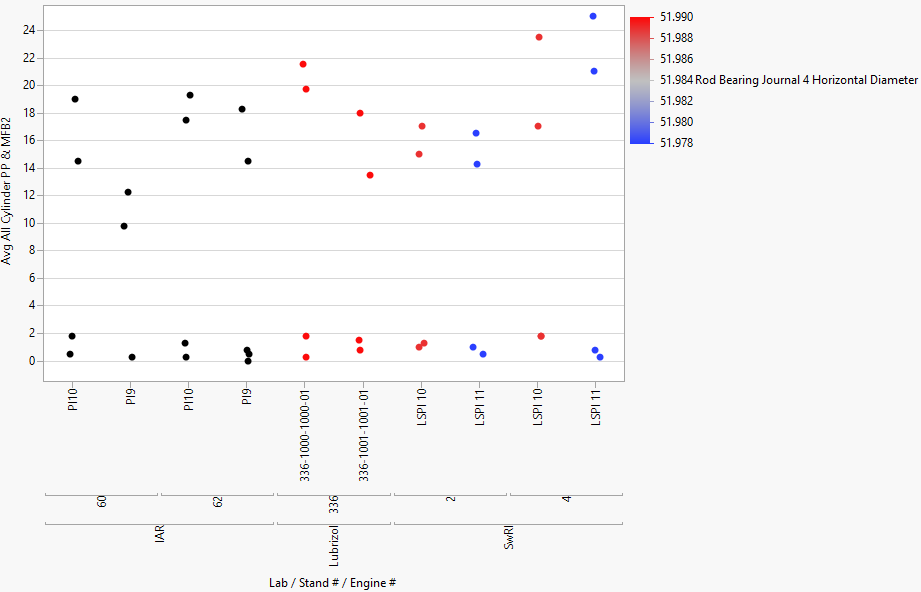 24
22
20
18
16
14
12
10
8
6
4
2
0
Avg All Cylinder PP & MFB2
PI10
PI9
PI10
PI9
336-1000-1000-01
336-1001-1001-01
LSPI 10
LSPI 11
LSPI 10
LSPI 11
60
62
336
2
4
IAR
Lubrizol
SwRI
Lab / Stand # / Engine #
51.990
51.988
51.986
51.984
51.982
51.980
51.978
Rod Bearing Journal 4 Horizontal Diameter